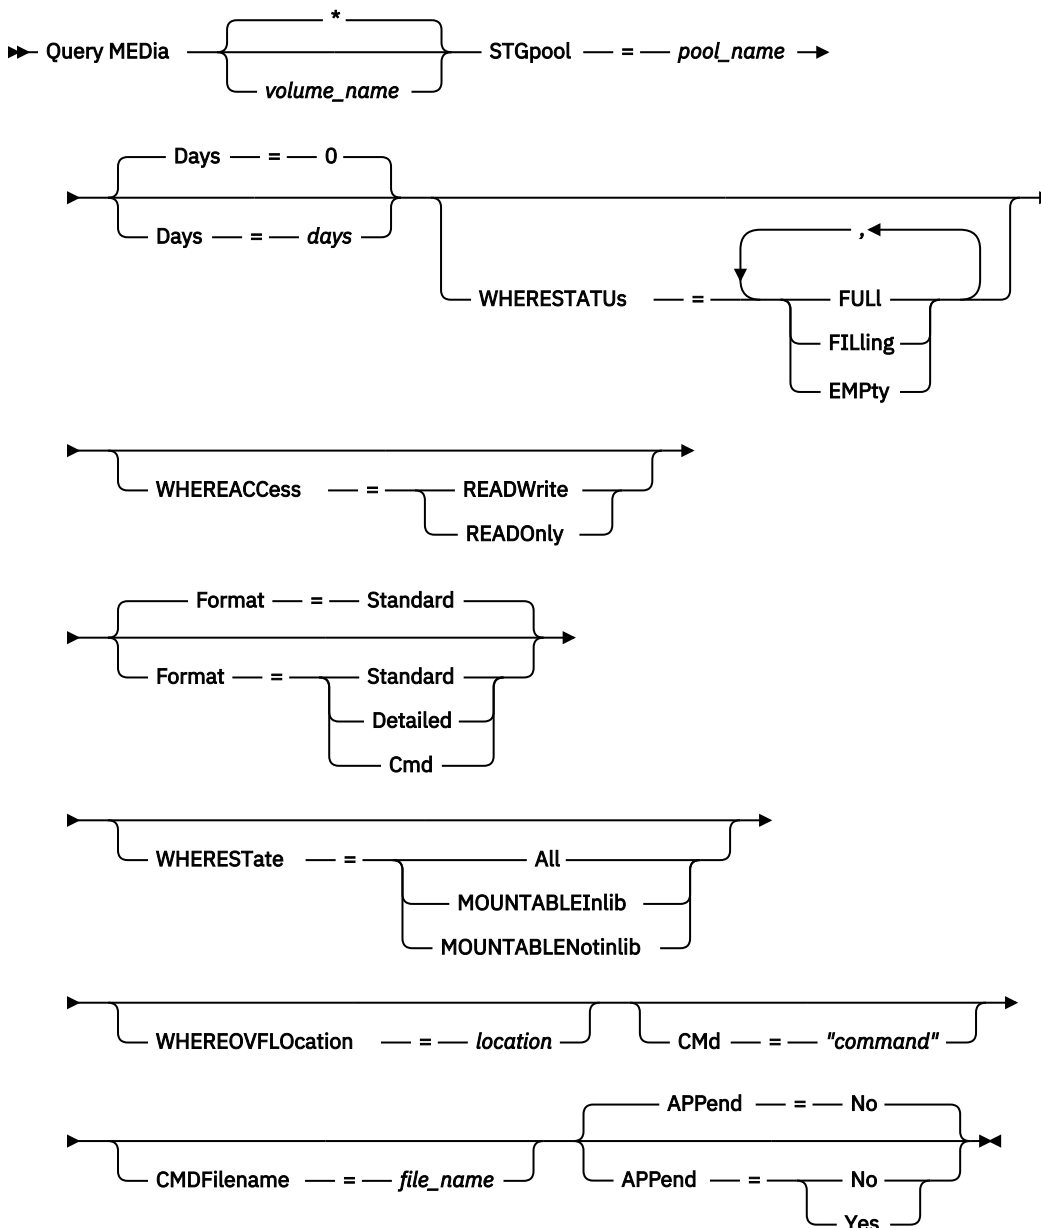 *
Query MEDia STGpool = pool_name
volume_name
Days = 0
Days = days
,
WHERESTATUs = FULl
FILling
EMPty
WHEREACCess = READWrite
READOnly
Format = Standard
Format = Standard
Detailed
Cmd
WHERESTate = All
MOUNTABLEInlib
MOUNTABLENotinlib
WHEREOVFLOcation = location CMd = "command"
APPend = No
CMDFilename = file_name APPend = No
Yes